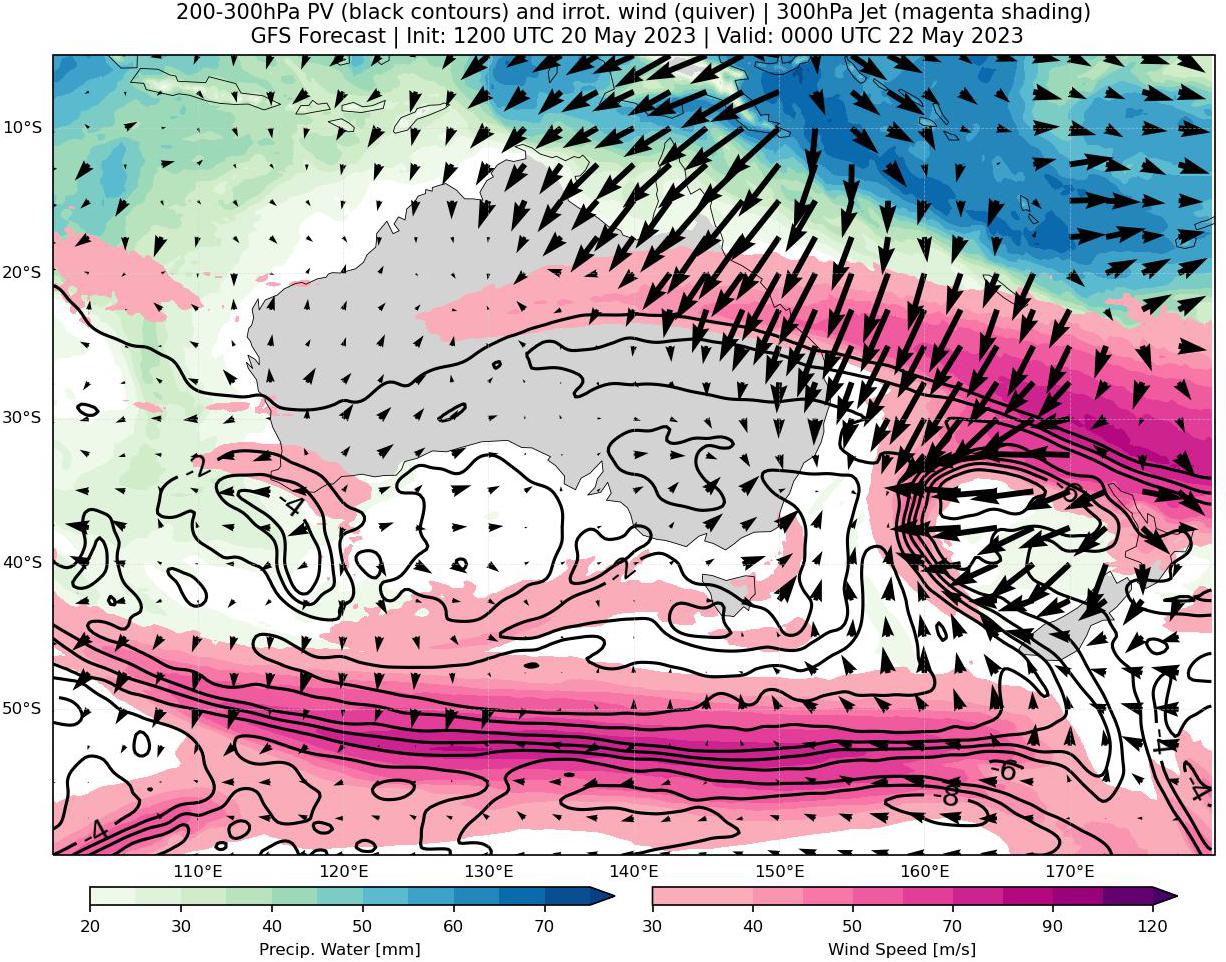 200-300hPa PV (black contours) and irrot. wind (quiver) | 300hPa Jet (magenta shading)
GFS Forecast | Init: 1200 UTC 20 May 2023 | Valid: 0000 UTC 22 May 2023
10°S
20°S
30°S
40°S
50°S
-4
-2
-6
-4
-4
-6
-8
-4
110°E 120°E 130°E 140°E 150°E 160°E 170°E
20 30 40 50 60 70
Precip. Water [mm]
30 40 50 70 90 120
Wind Speed [m/s]